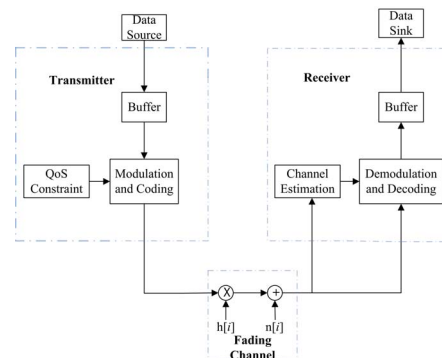 Data
Source
Transmitter
Buffer
QoS
Constraint
Modulation
and Coding
Data
Sink
Receiver
Buffer
Channel
Estimation
Demodulation
and Decoding
X
+
h[i]
n[i]
Fading
Channel